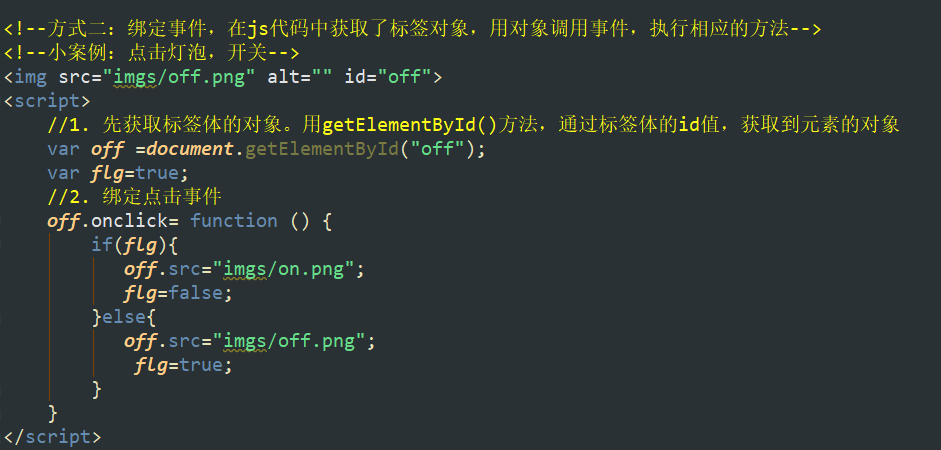 <!--方式二：绑定事件，在js代码中获取了标签对象，用对象调用事件，执行相应的方法-->
<!--小案例：点击灯泡，开关-->
<img src="imgs/off.png" alt="" id="off">
<script>
    //1. 先获取标签体的对象。用getElementById()方法，通过标签体的id值，获取到元素的对象
    var off =document.getElementById("off");
    var flg=true;
    //2. 绑定点击事件
    off.onclick= function () {
        if(flg){
           off.src="imgs/on.png";
           flg=false;
        }else{
           off.src="imgs/off.png";
            flg=true;
        }
    }
</script>